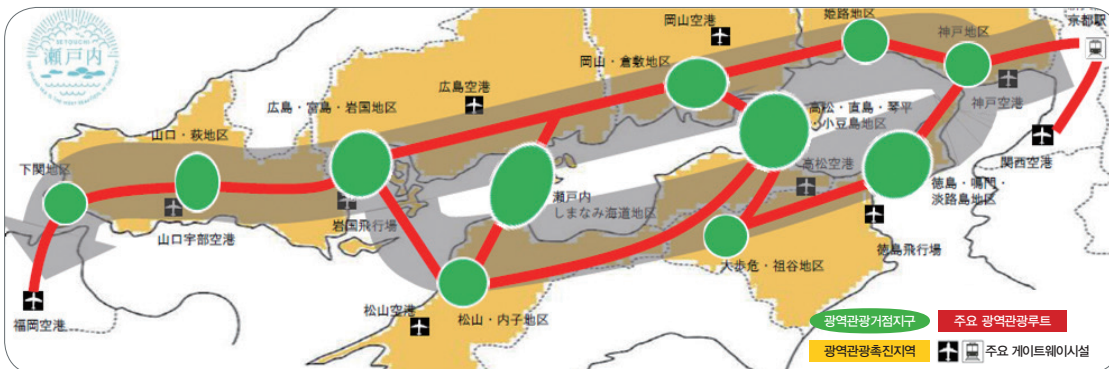 SETOUCHI
瀬戸内
岡山空港
姫路地区
京都駅
神戸地区
岡山・倉敷地区
広島空港
広島・宮島・岩国地区
神戸空港
高松・直島・琴平
・小豆島地区
山口・萩地区
関西空港
高松空港
下関地区
瀬戸内
しまなみ海道地区
徳島・鳴門・
淡路島地区
岩国飛行場
山口宇部空港
徳島飛行場
大歩危・祖谷地区
松山空港
松山・内子地区
福岡空港
광역관광거점지구
주요 광역관광루트
광역관광촉진지역
주요 게이트웨이시설